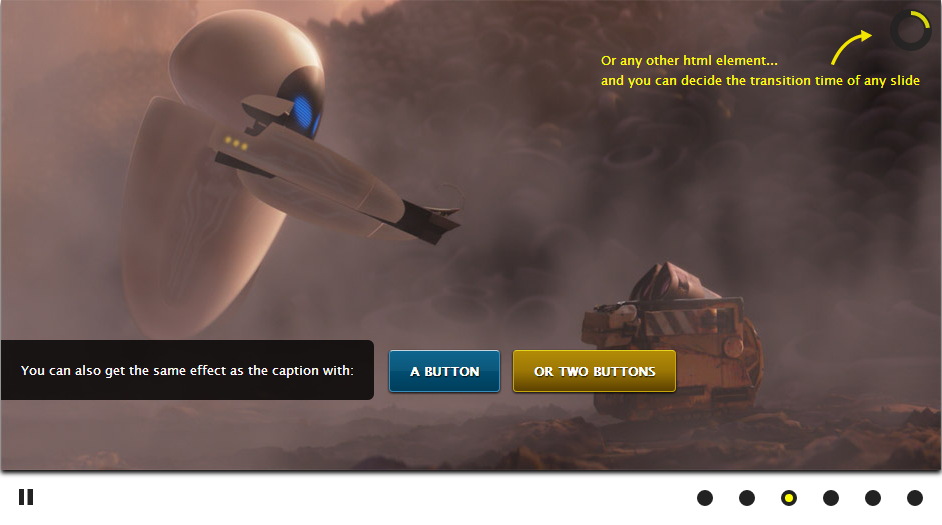 Or any other html element...
and you can decide the transition time of any slide
You can also get the same effect as the caption with:
A BUTTON
OR TWO BUTTONS